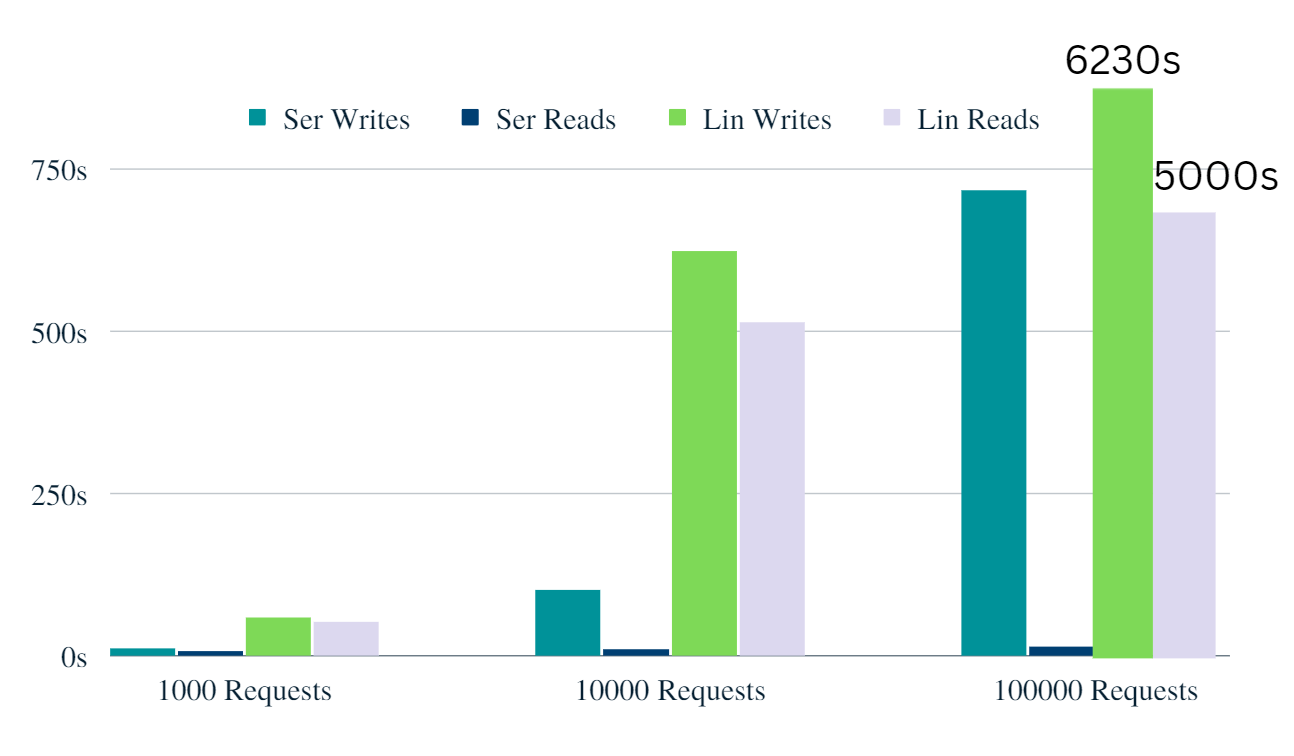 6230s
Ser Writes Ser Reads Lin Writes Lin Reads
750s
5000s
500s
250s
0s
1000 Requests 10000 Requests 100000 Requests